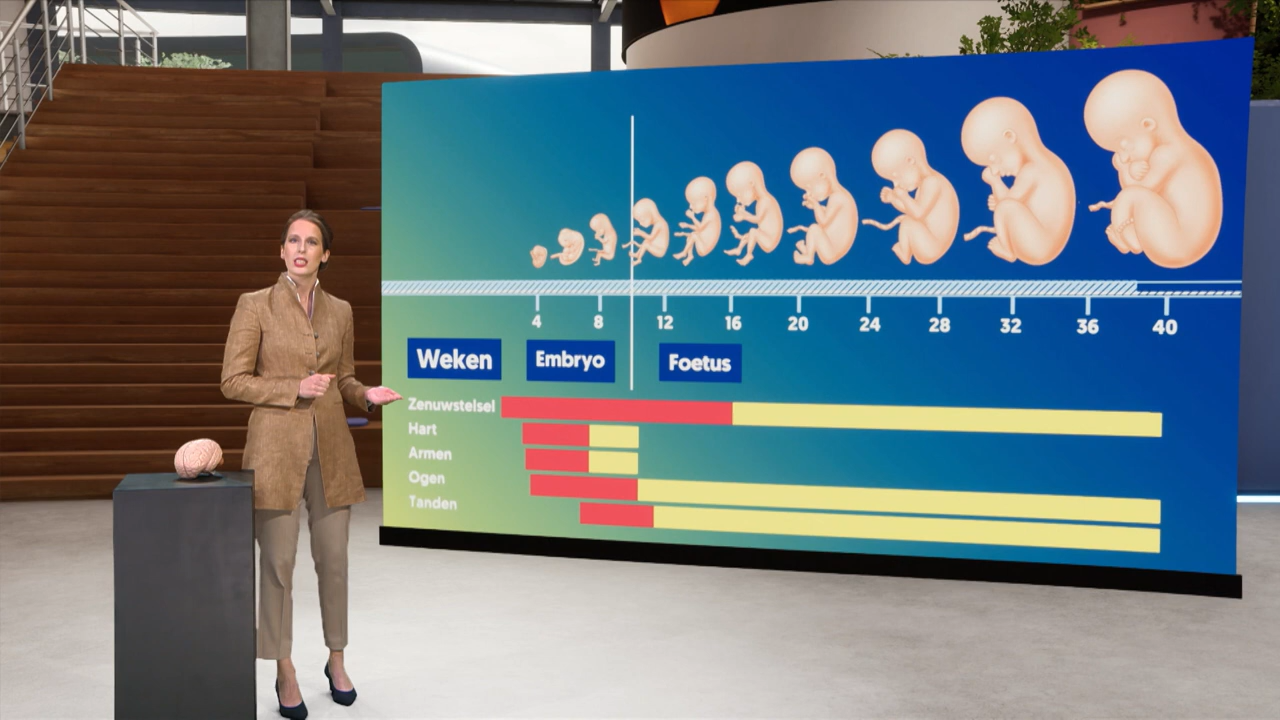 4 8 12 16 20 24 28 32 36 40
Weken Embryo Foetus
Zenuwstelsel
Hart
Armen
Ogen
Tanden